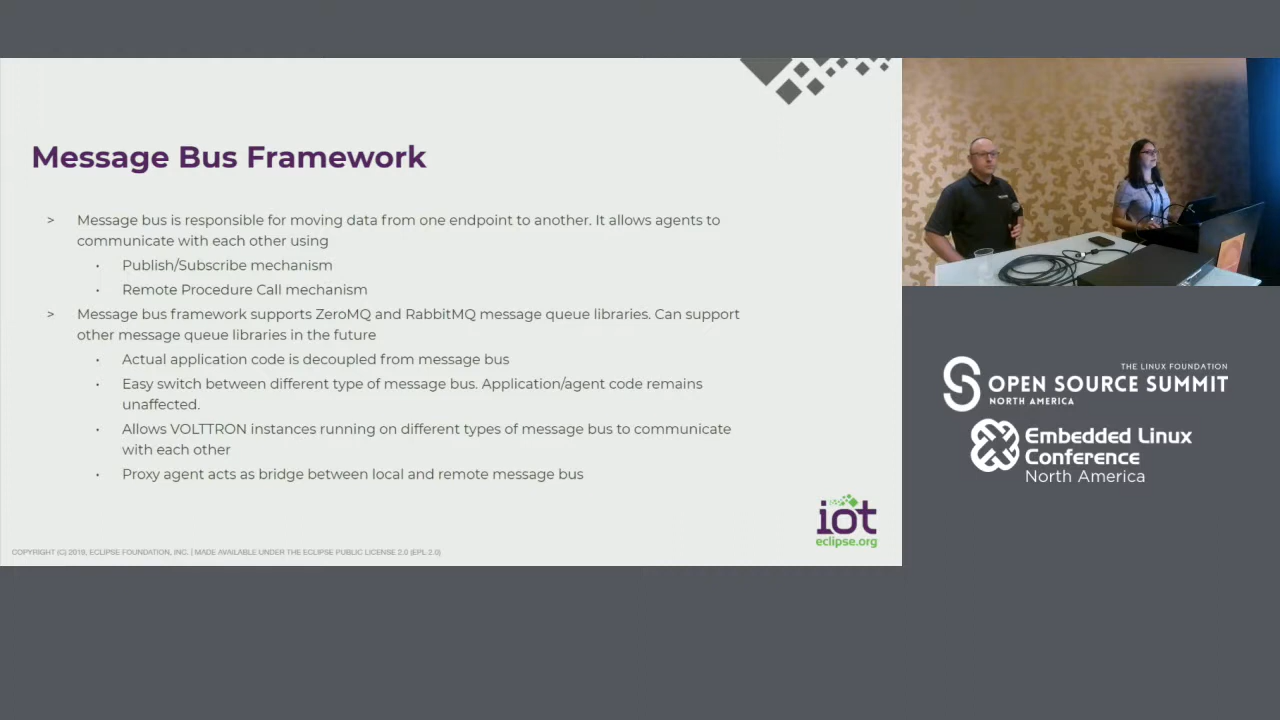 Message Bus Framework
> Message bus is responsible for moving data from one endpoint to another. It allows agents to
communicate with each other using
• Publish/Subscribe mechanism
• Remote Procedure Call mechanism
> Message bus framework supports ZeroMQ and RabbitMQ message queue libraries. Can support
other message queue libraries in the future
• Actual application code is decoupled from message bus
• Easy switch between different type of message bus. Application/agent code remains
unaffected.
• Allows VOLTTRON instances running on different types of message bus to communicate
with each other
• Proxy agent acts as bridge between local and remote message bus
iot
eclipse.org
COPYRIGHT (C) 2019, ECLIPSE FOUNDATION, INC. | MADE AVAILABLE UNDER THE ECLIPSE PUBLIC LICENSE 2.0 (EPL 2.0)
THE LINUX FOUNDATION
OPEN SOURCE SUMMIT
NORTH AMERICA
Embedded Linux
Conference
North America